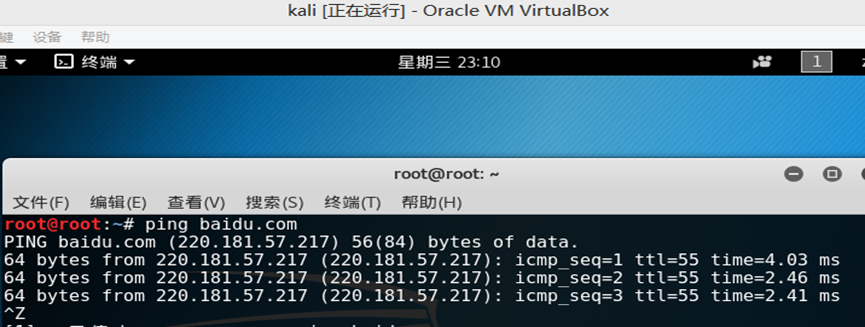 kali [正在运行] - Oracle VM VirtualBox
键 设备 帮助
置 终端 星期三 23:10 1
root@root: ~
文件(F) 编辑(E) 查看(V) 搜索(S) 终端(T) 帮助(H)
root@root:~# ping baidu.com
PING baidu.com (220.181.57.217) 56(84) bytes of data.
64 bytes from 220.181.57.217 (220.181.57.217): icmp_seq=1 ttl=55 time=4.03 ms
64 bytes from 220.181.57.217 (220.181.57.217): icmp_seq=2 ttl=55 time=2.46 ms
64 bytes from 220.181.57.217 (220.181.57.217): icmp_seq=3 ttl=55 time=2.41 ms
^Z